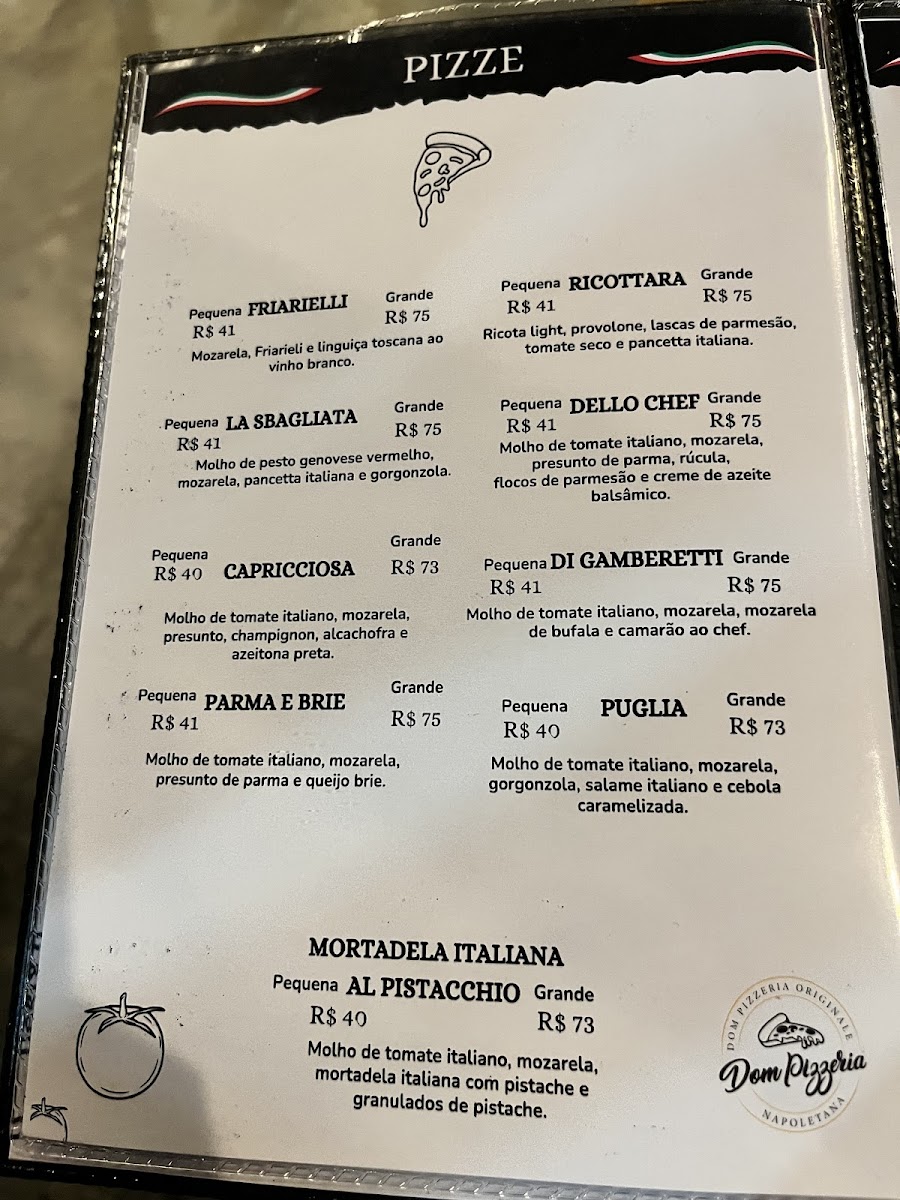 PIZZE
Pequena FRIARIELLI Grande
R$ 41 R$ 75
Mozarela, Friarieli e linguiça toscana ao
vinho branco.
Pequena RICOTTARA Grande
R$ 41 R$ 75
Ricota light, provolone, lascas de parmesão,
tomate seco e pancetta italiana.
Pequena LA SBAGLIATA Grande
R$ 41 R$ 75
Molho de pesto genovese vermelho,
mozarela, pancetta italiana e gorgonzola.
Pequena DELLO CHEF Grande
R$ 41 R$ 75
Molho de tomate italiano, mozarela,
presunto de parma, rúcula,
flocos de parmesão e creme de azeite
balsâmico.
Pequena Grande
R$ 40 CAPRICCIOSA R$ 73
Molho de tomate italiano, mozarela,
presunto, champignon, alcachofra e
azeitona preta.
Pequena DI GAMBERETTI Grande
R$ 41 R$ 75
Molho de tomate italiano, mozarela, mozarela
de bufala e camarão ao chef.
Pequena PARMA E BRIE Grande
R$ 41 R$ 75
Molho de tomate italiano, mozarela,
presunto de parma e queijo brie.
Pequena PUGLIA Grande
R$ 40 R$ 73
Molho de tomate italiano, mozarela,
gorgonzola, salame italiano e cebola
caramelizada.
MORTADELA ITALIANA
Pequena AL PISTACCHIO Grande
R$ 40 R$ 73
Molho de tomate italiano, mozarela,
mortadela italiana com pistache e
granulados de pistache.
DOM PIZZERIA ORIGINALE
Dom Pizzeria
NAPOLETANA